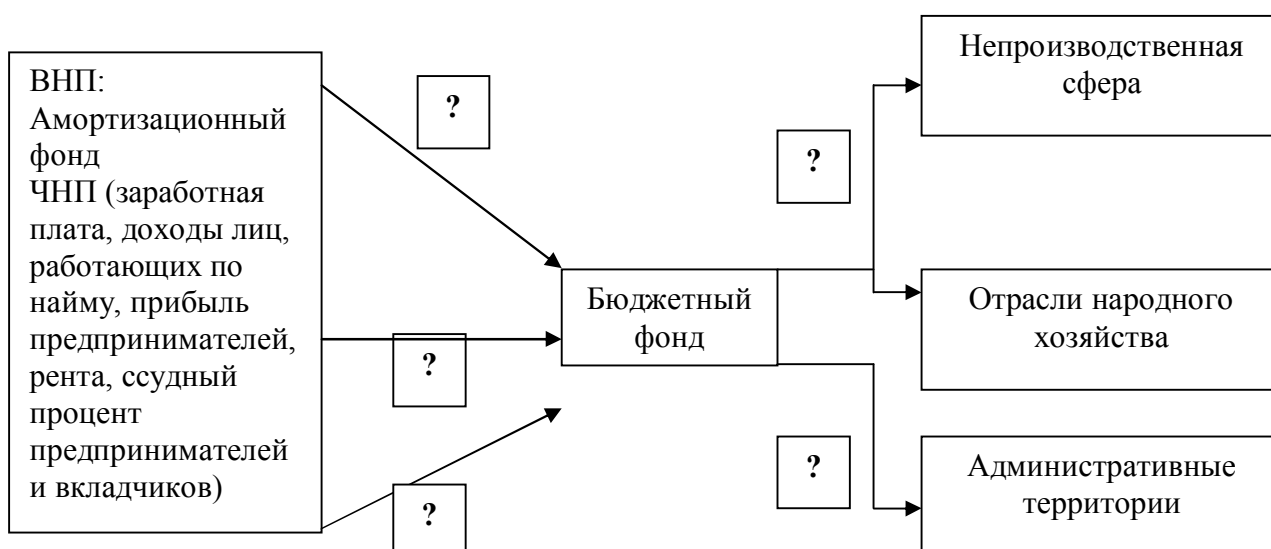 ВНП:
Амортизационный
фонд
ЧНП (заработная
плата, доходы лиц,
работающих по
найму, прибыль
предпринимателей,
рента, ссудный
процент
предпринимателей
и вкладчиков)
?
?
?
Бюджетный
фонд
?
?
Непроизводственная
сфера
Отрасли народного
хозяйства
Административные
территории